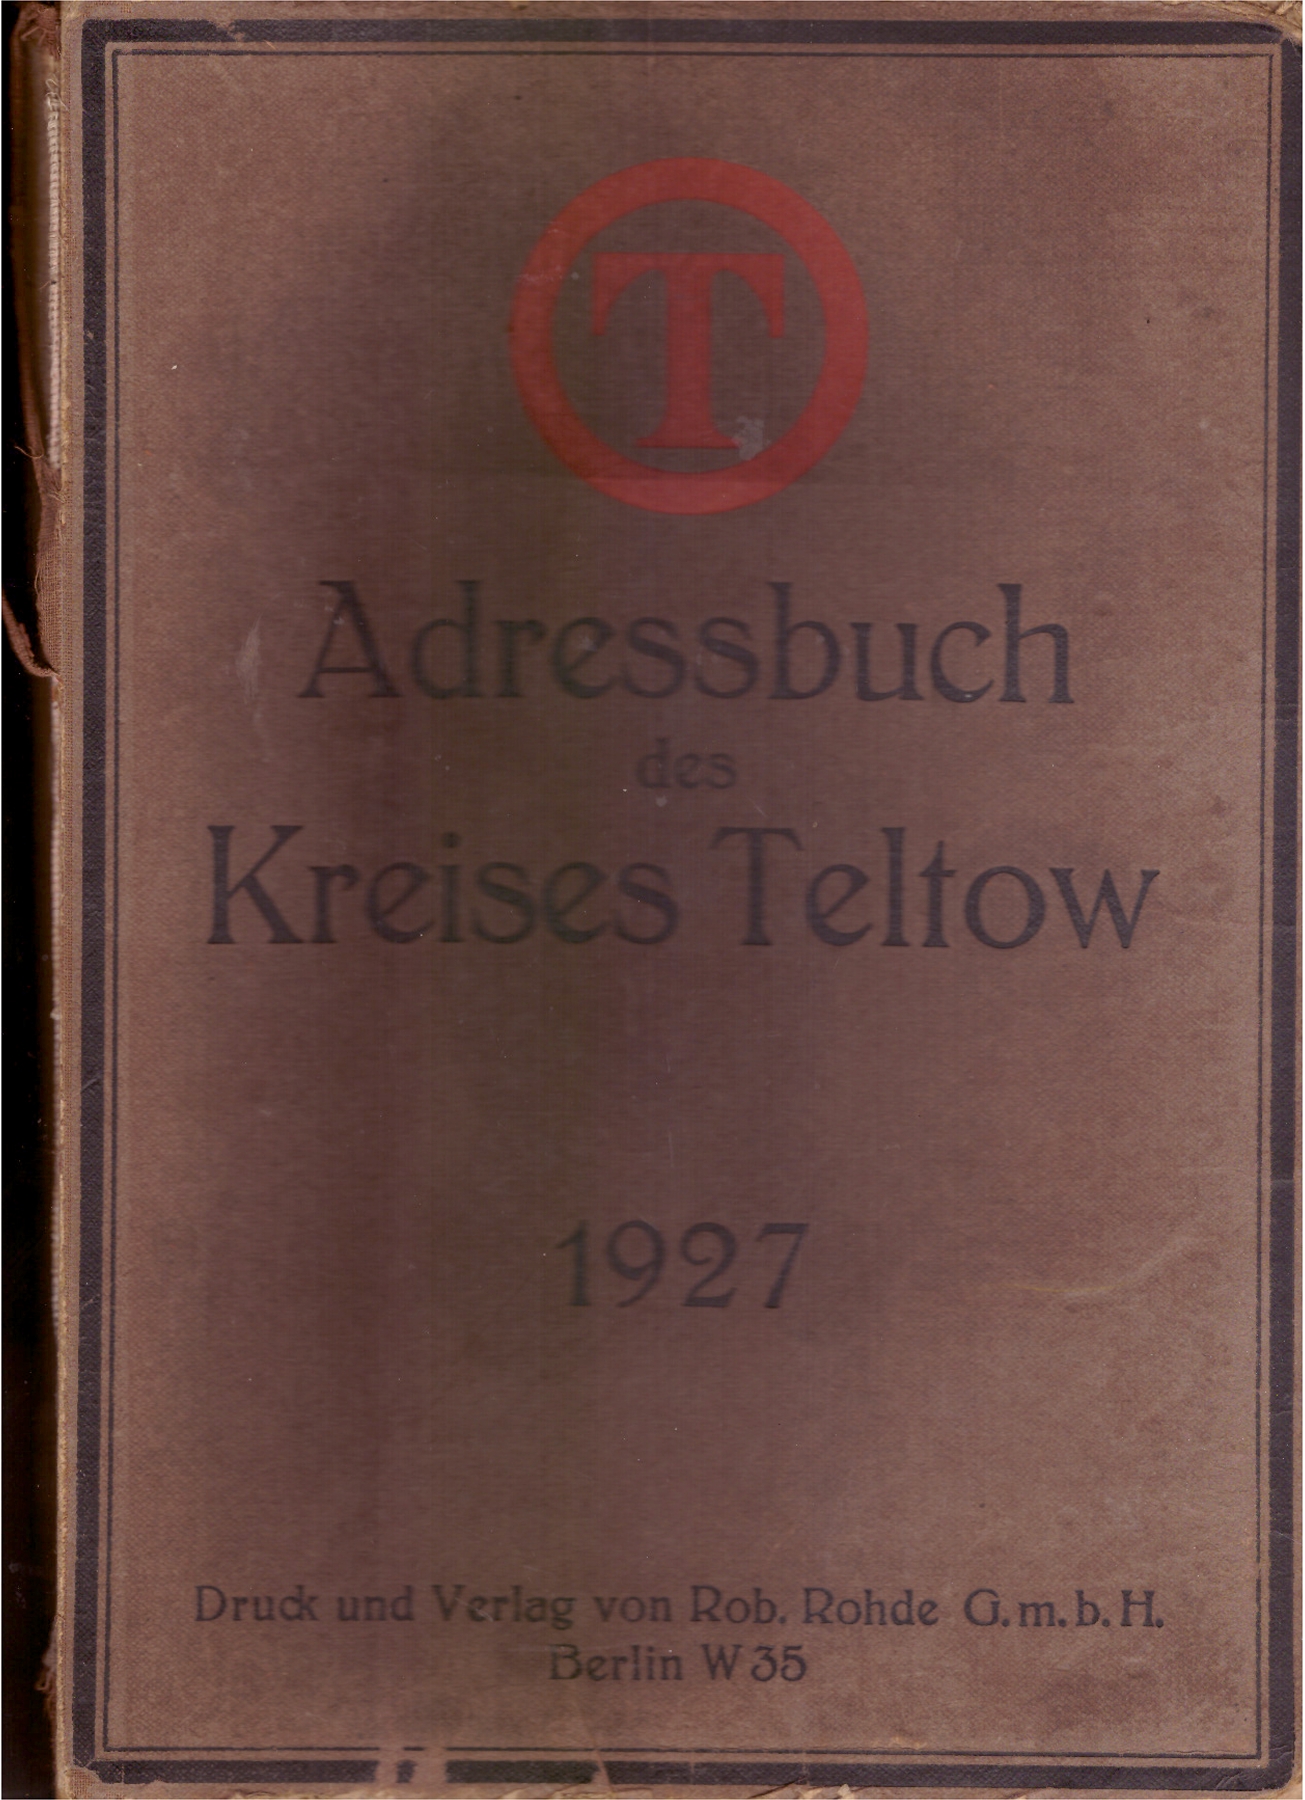 T
Adressbuch
des
Kreises Teltow
1927
Druck und Verlag von Rob. Rohde G.m.b.H.
Berlin W 35